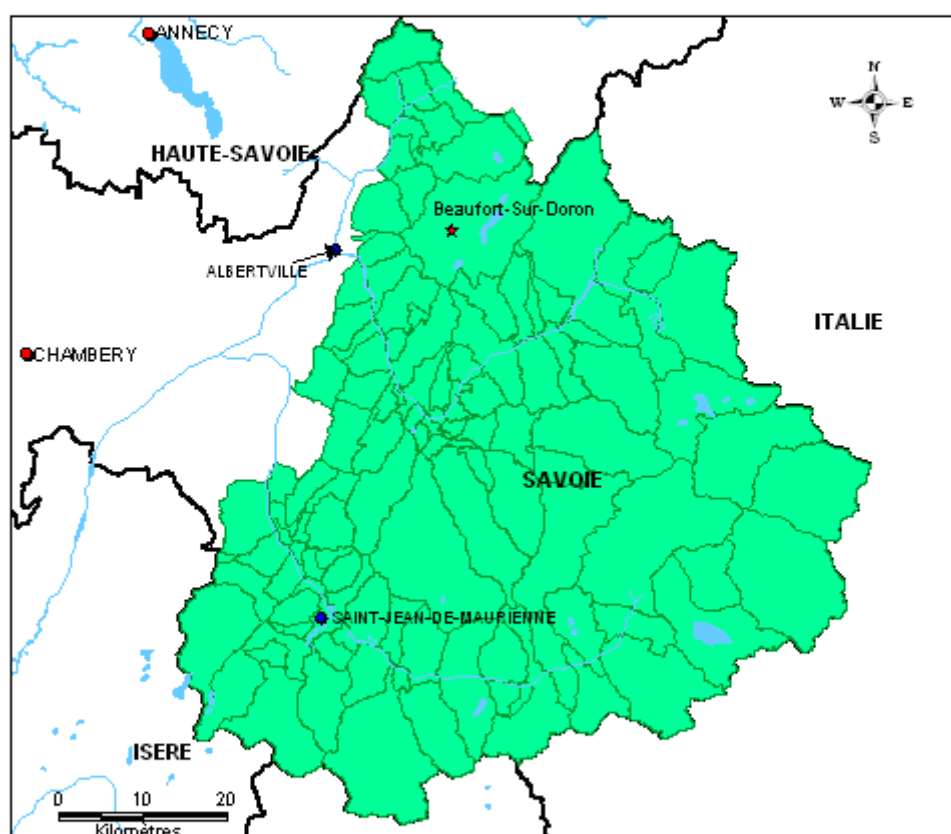 ANNECY
N
W E
S
HAUTE-SAVOIE
Beaufort-Sur-Doron
ALBERTVILLE
ITALIE
CHAMBERY
SAVOIE
SAINT-JEAN-DE-MAURIENNE
ISERE
0 10 20
Kilomètres